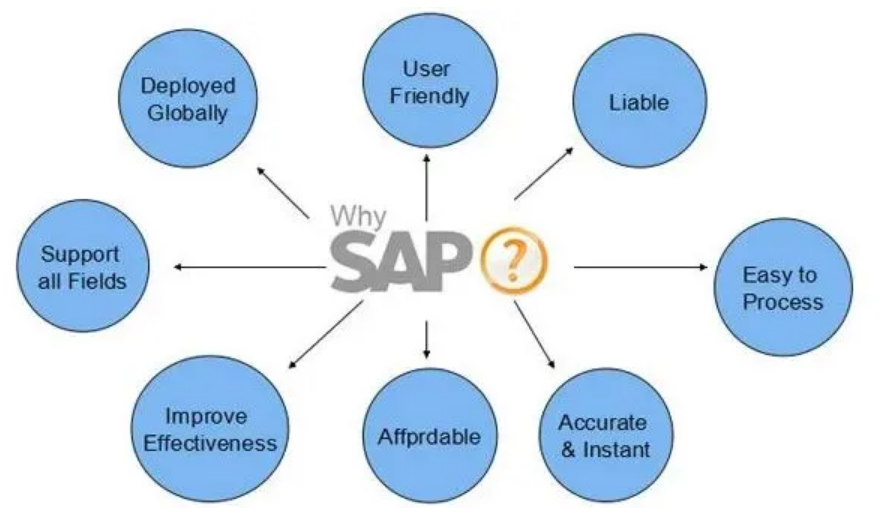 Deployed
Globally
User
Friendly
Liable
Support
all Fields
Why
SAP ?
Easy to
Process
Improve
Effectiveness
Affprdable
Accurate
& Instant